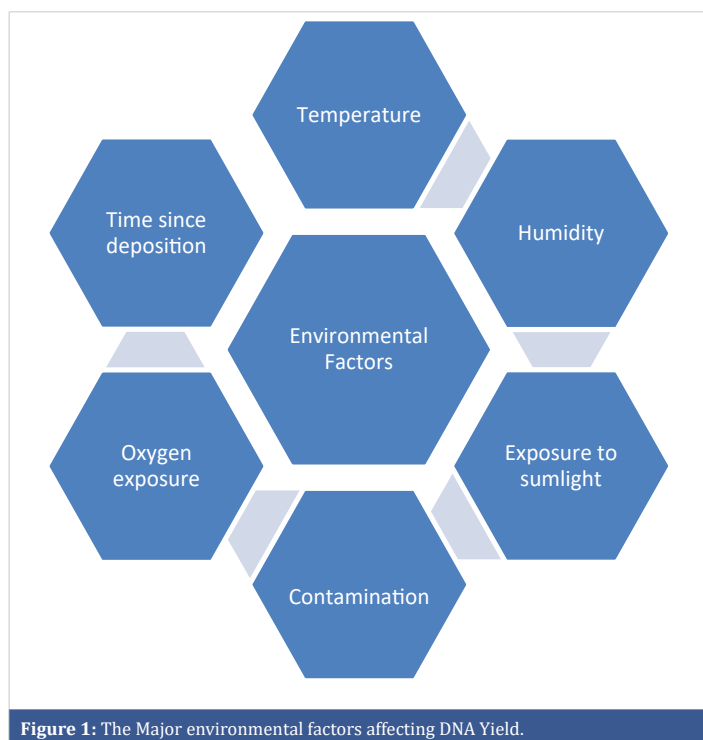 Temperature
Time since
deposition
Humidity
Environmental
Factors
Oxygen
exposure
Exposure to
sumlight
Contamination
Figure 1: The Major environmental factors affecting DNA Yield.